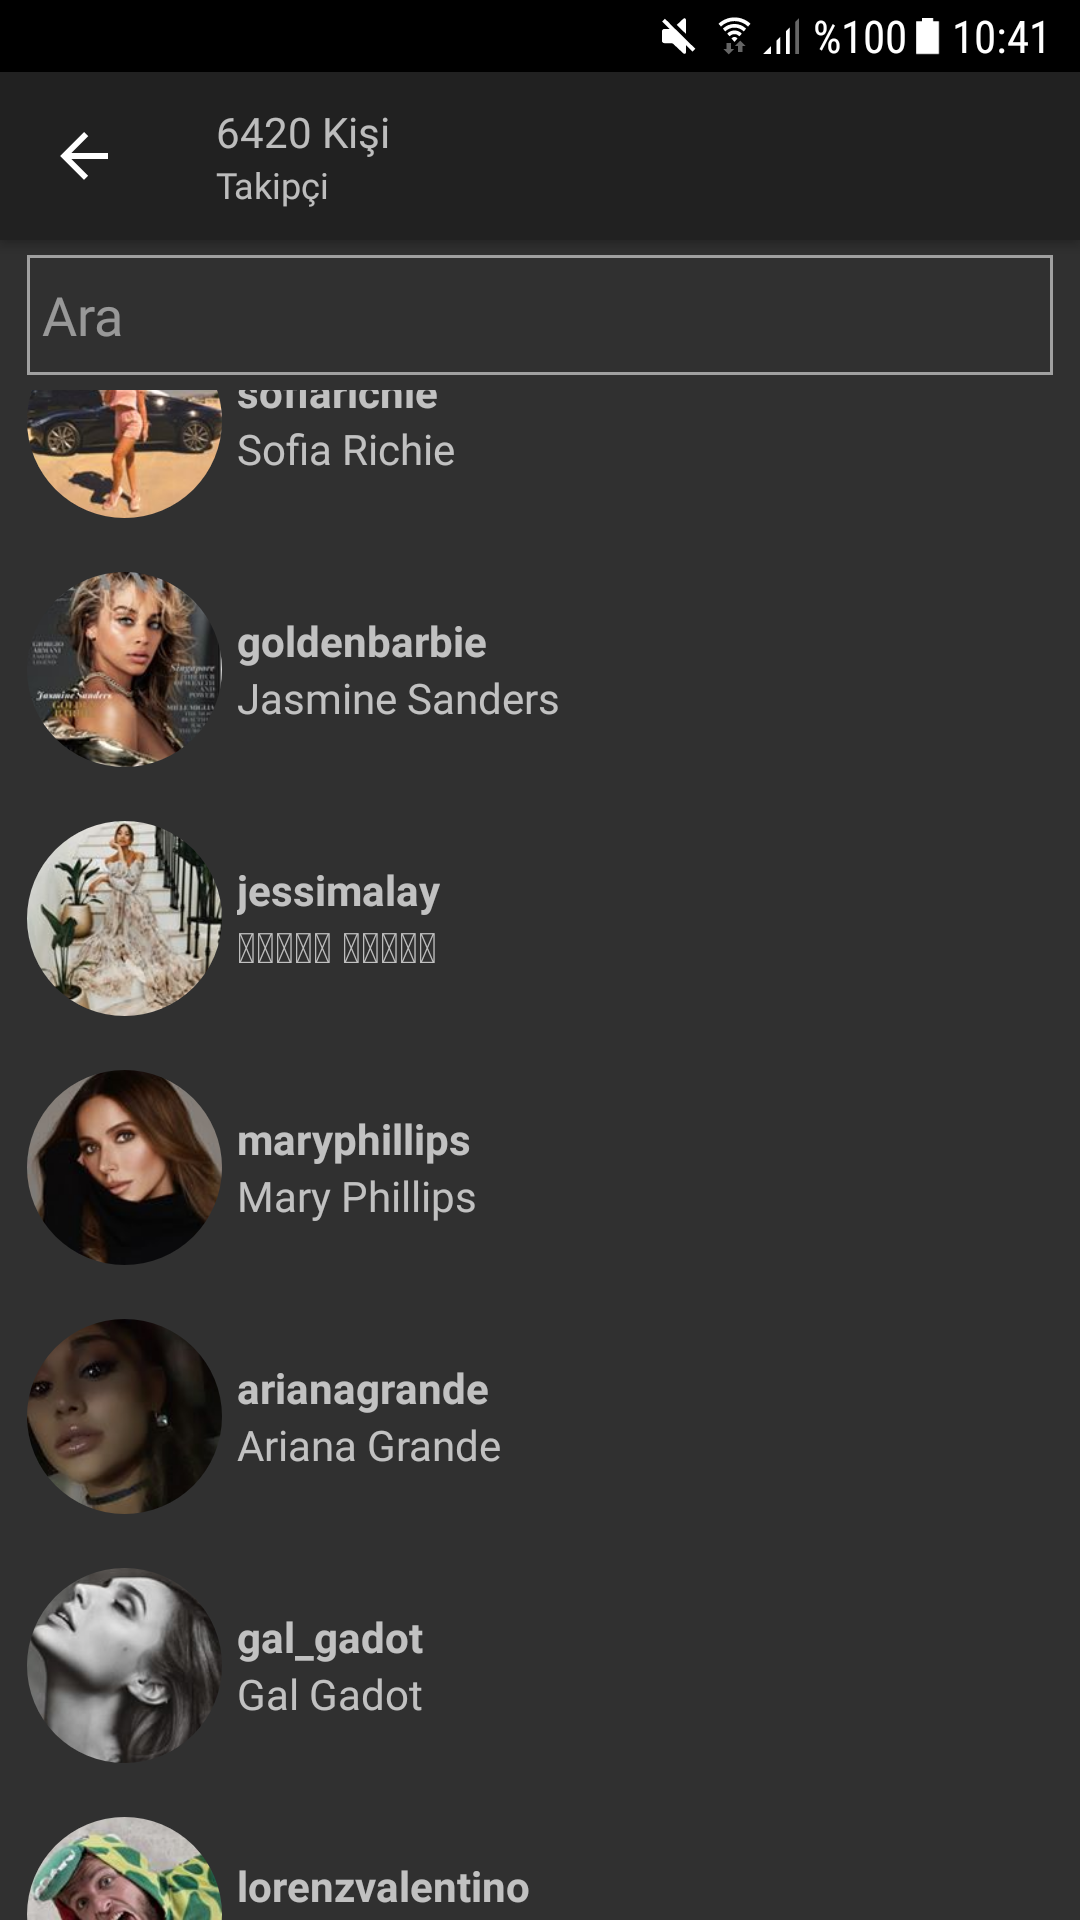 %100 10:41
6420 Kişi
Takipçi
Ara
sofiarichie
Sofia Richie
goldenbarbie
Jasmine Sanders
jessimalay
maryphillips
Mary Phillips
arianagrande
Ariana Grande
gal_gadot
Gal Gadot
lorenzvalentino